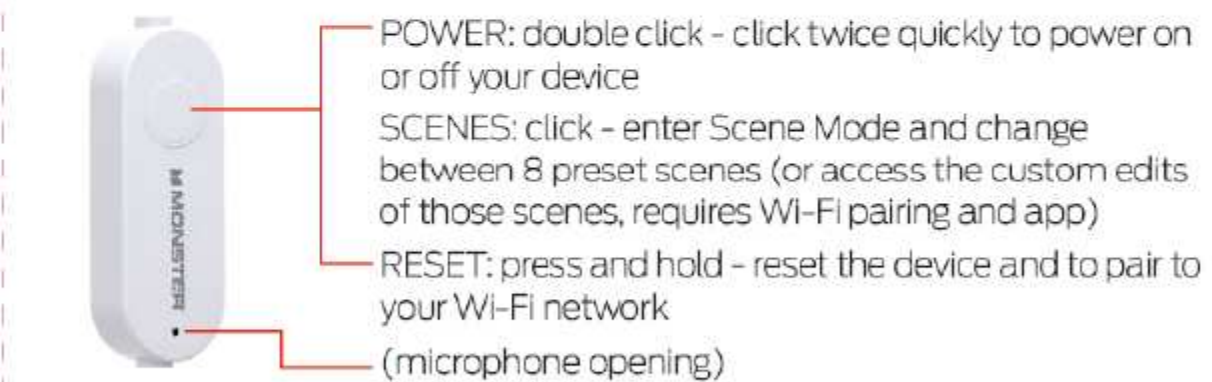 POWER: double click - click twice quickly to power on
or off your device
SCENES: click - enter Scene Mode and change
between 8 preset scenes (or access the custom edits
of those scenes, requires Wi-Fi pairing and app)
MONSTER
RESET: press and hold - reset the device and to pair to
your Wi-Fi network
(microphone opening)